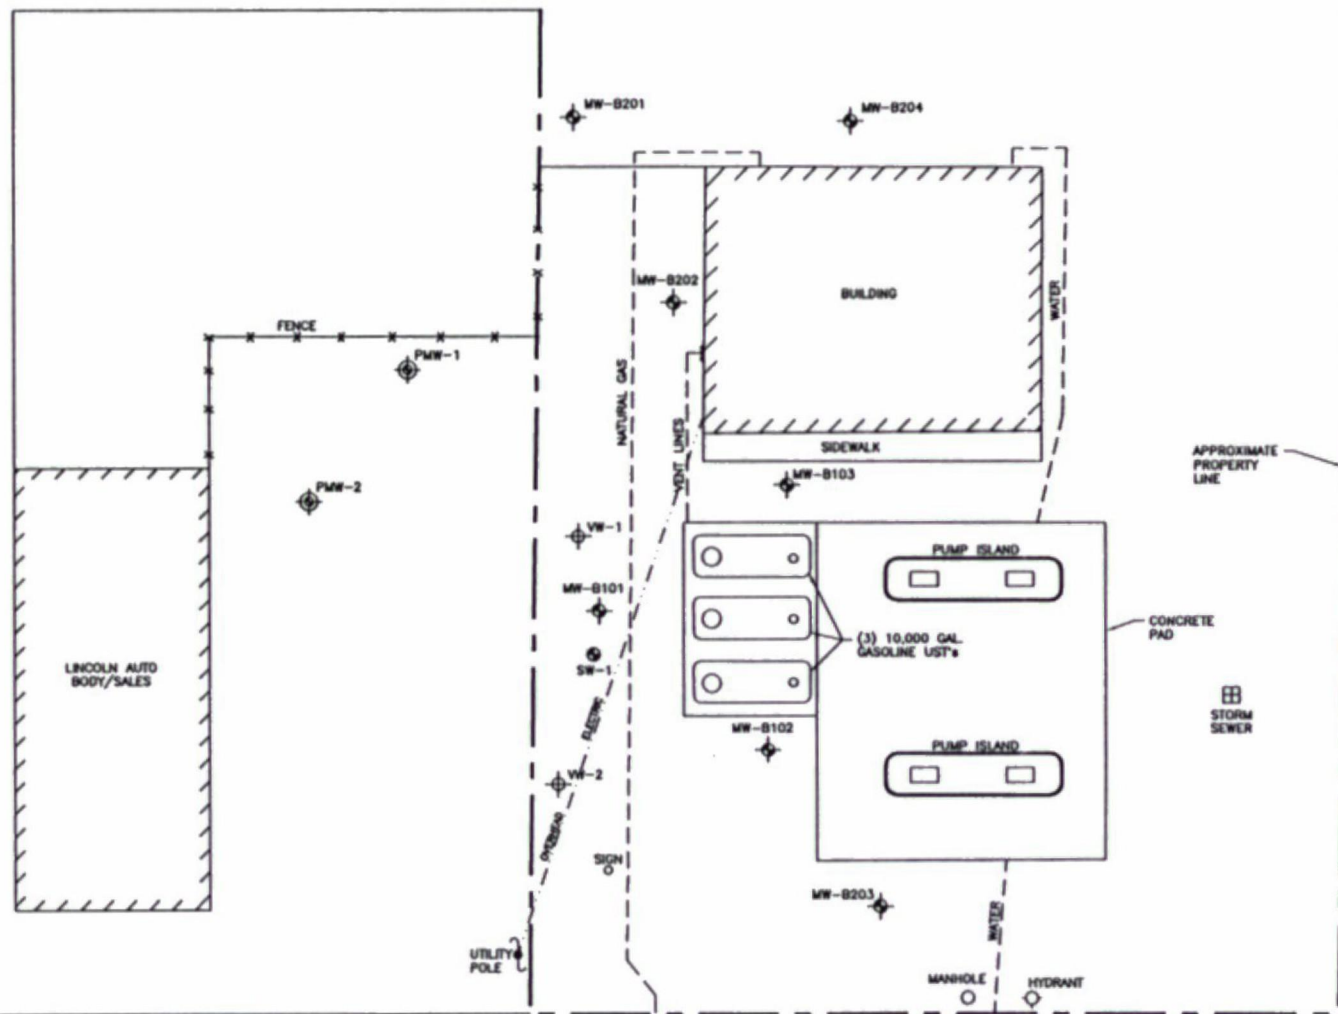 MW-B201
MW-B204
MW-B202
BUILDING
WATER
FENCE
PMW-1
NATURAL GAS
VENT LINES
SIDEWALK
APPROXIMATE
PROPERTY
LINE
MW-B103
PMW-2
VW-1
PUMP ISLAND
MW-B101
CONCRETE
PAD
(3) 10,000 GAL.
GASOLINE UST's
SW-1
LINCOLN AUTO
BODY/SALES
STORM
SEWER
OVERHEAD ELECTRIC
MW-B102
PUMP ISLAND
VW-2
SIGN
MW-B203
WATER
UTILITY
POLE
MANHOLE
HYDRANT